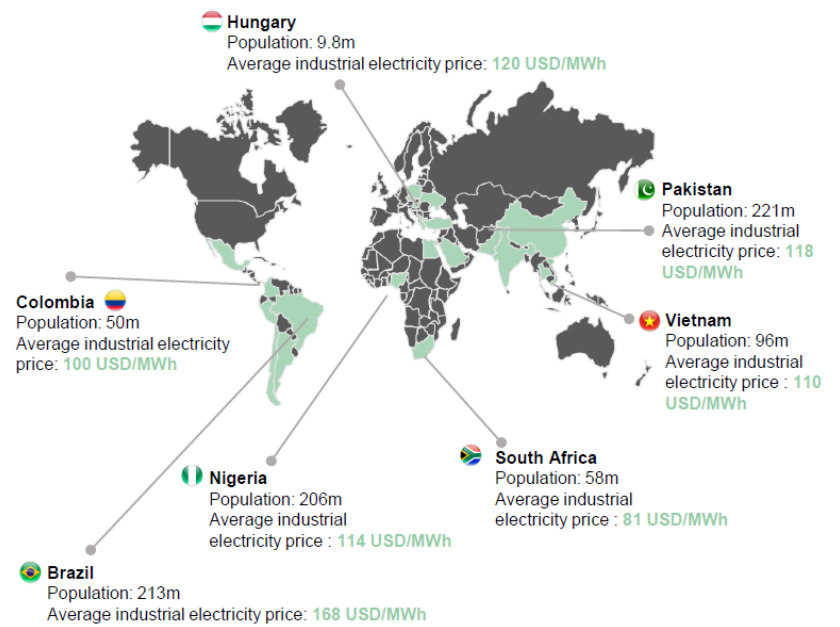 Hungary
Population: 9.8m
Average industrial electricity price: 120 USD/MWh
Pakistan
Population: 221m
Average industrial
electricity price: 118
USD/MWh
Colombia
Population: 50m
Average industrial electricity
price: 100 USD/MWh
Vietnam
Population: 96m
Average industrial
electricity price : 110
USD/MWh
South Africa
Population: 58m
Average industrial
electricity price : 81 USD/MWh
Nigeria
Population: 206m
Average industrial
electricity price : 114 USD/MWh
Brazil
Population: 213m
Average industrial electricity price: 168 USD/MWh